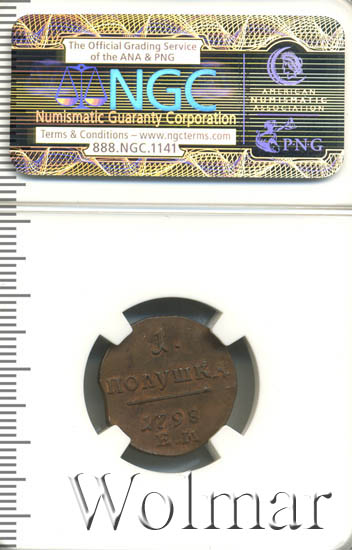 The Official Grading Service
of the ANA & PNG
NGC
Numismatic Guaranty Corporation
Terms & Conditions – www.ngcterms.com
888.NGC.1141
AMERICAN
NUMISMATIC
ASSOCIATION
PNG
1.
ПОЛУШКА
1798
Е.М
Wolmar